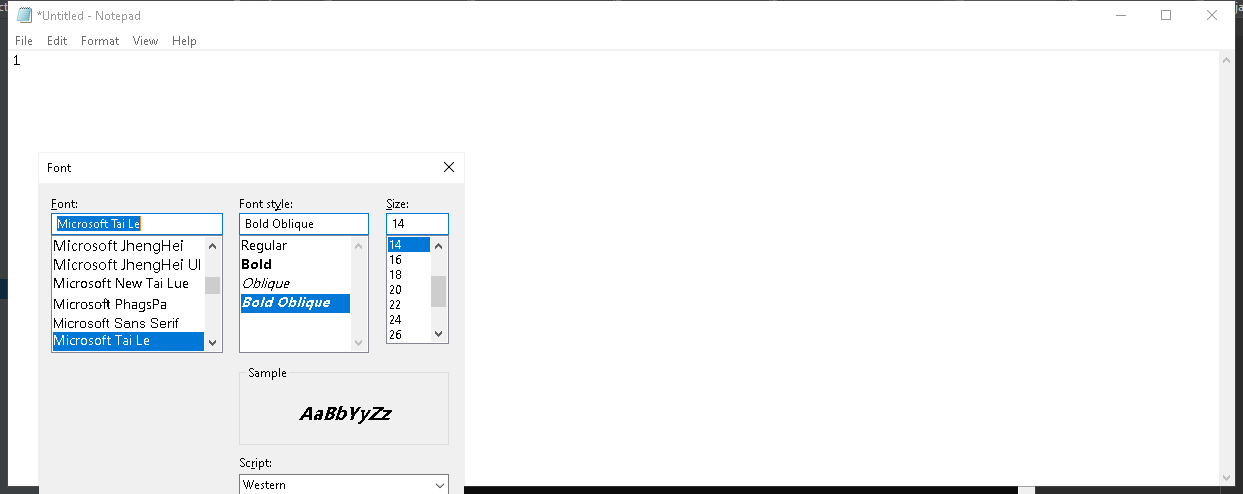 *Untitled - Notepad
File Edit Format View Help
1
Font
Font: Font style: Size:
Microsoft Tai Le Bold Oblique 14
Microsoft JhengHei
Microsoft JhengHei UI
Microsoft New Tai Lue
Microsoft PhagsPa
Microsoft Sans Serif
Microsoft Tai Le
Regular
Bold
Oblique
Bold Oblique
14
16
18
20
22
24
26
Sample
AaBbYyZz
Script:
Western